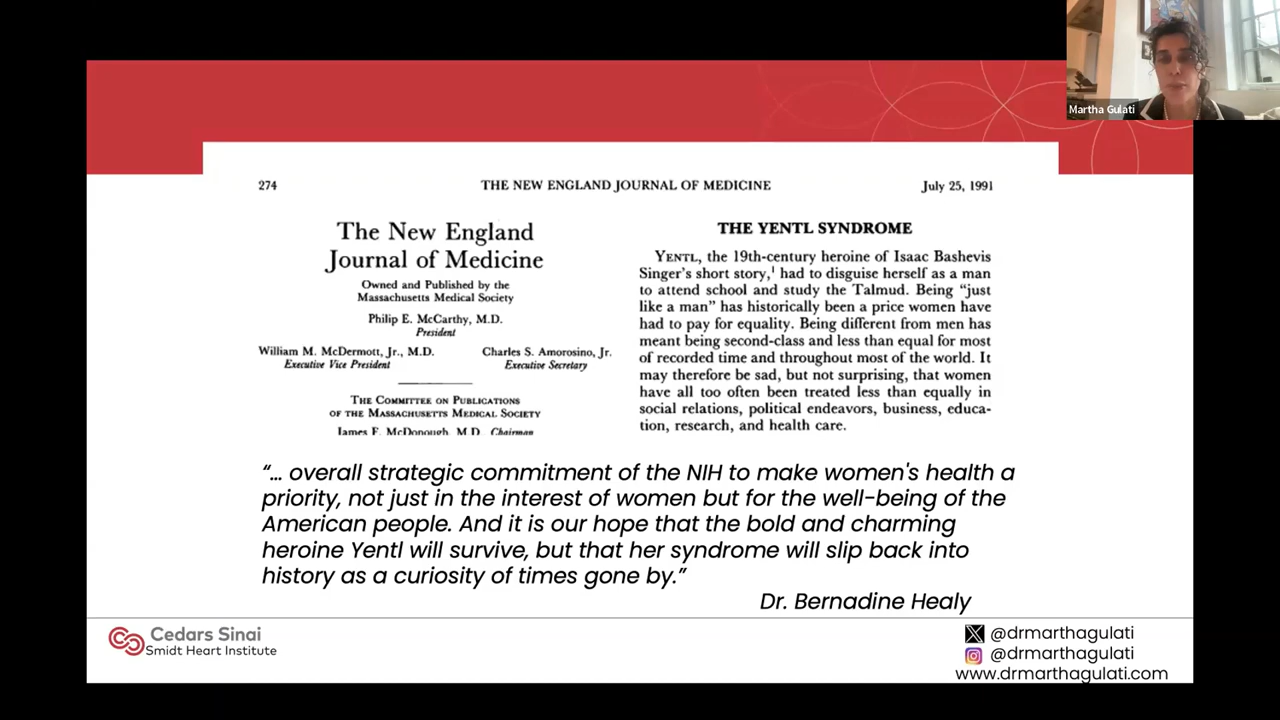 Martha Gulati
274
THE NEW ENGLAND JOURNAL OF MEDICINE
July 25, 1991
The New England
Journal of Medicine
Owned and Published by the
Massachusetts Medical Society
Philip E. McCarthy, M.D.
President
William M. McDermott, Jr., M.D.
Executive Vice President
Charles S. Amorosino, Jr.
Executive Secretary
THE COMMITTEE ON PUBLICATIONS
OF THE MASSACHUSETTS MEDICAL SOCIETY
James F. McDonough, M.D., Chairman
THE YENTL SYNDROME
YENTL, the 19th-century heroine of Isaac Bashevis
Singer's short story,¹ had to disguise herself as a man
to attend school and study the Talmud. Being "just
like a man" has historically been a price women have
had to pay for equality. Being different from men has
meant being second-class and less than equal for most
of recorded time and throughout most of the world. It
may therefore be sad, but not surprising, that women
have all too often been treated less than equally in
social relations, political endeavors, business, educa-
tion, research, and health care.
"... overall strategic commitment of the NIH to make women's health a
priority, not just in the interest of women but for the well-being of the
American people. And it is our hope that the bold and charming
heroine Yentl will survive, but that her syndrome will slip back into
history as a curiosity of times gone by."
Dr. Bernadine Healy
Cedars Sinai
Smidt Heart Institute
@drmarthagulati
@drmarthagulati
www.drmarthagulati.com